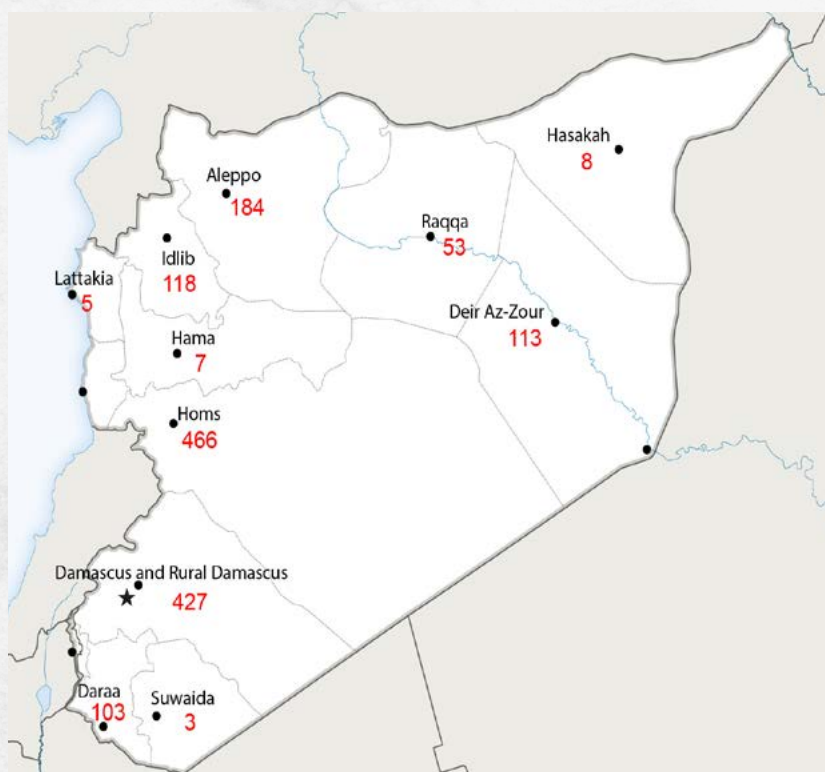 Hasakah
8
Aleppo
184
Raqqa
53
Idlib
118
Lattakia
5
Deir Az-Zour
113
Hama
7
Homs
466
Damascus and Rural Damascus
427
Daraa
103
Suwaida
3